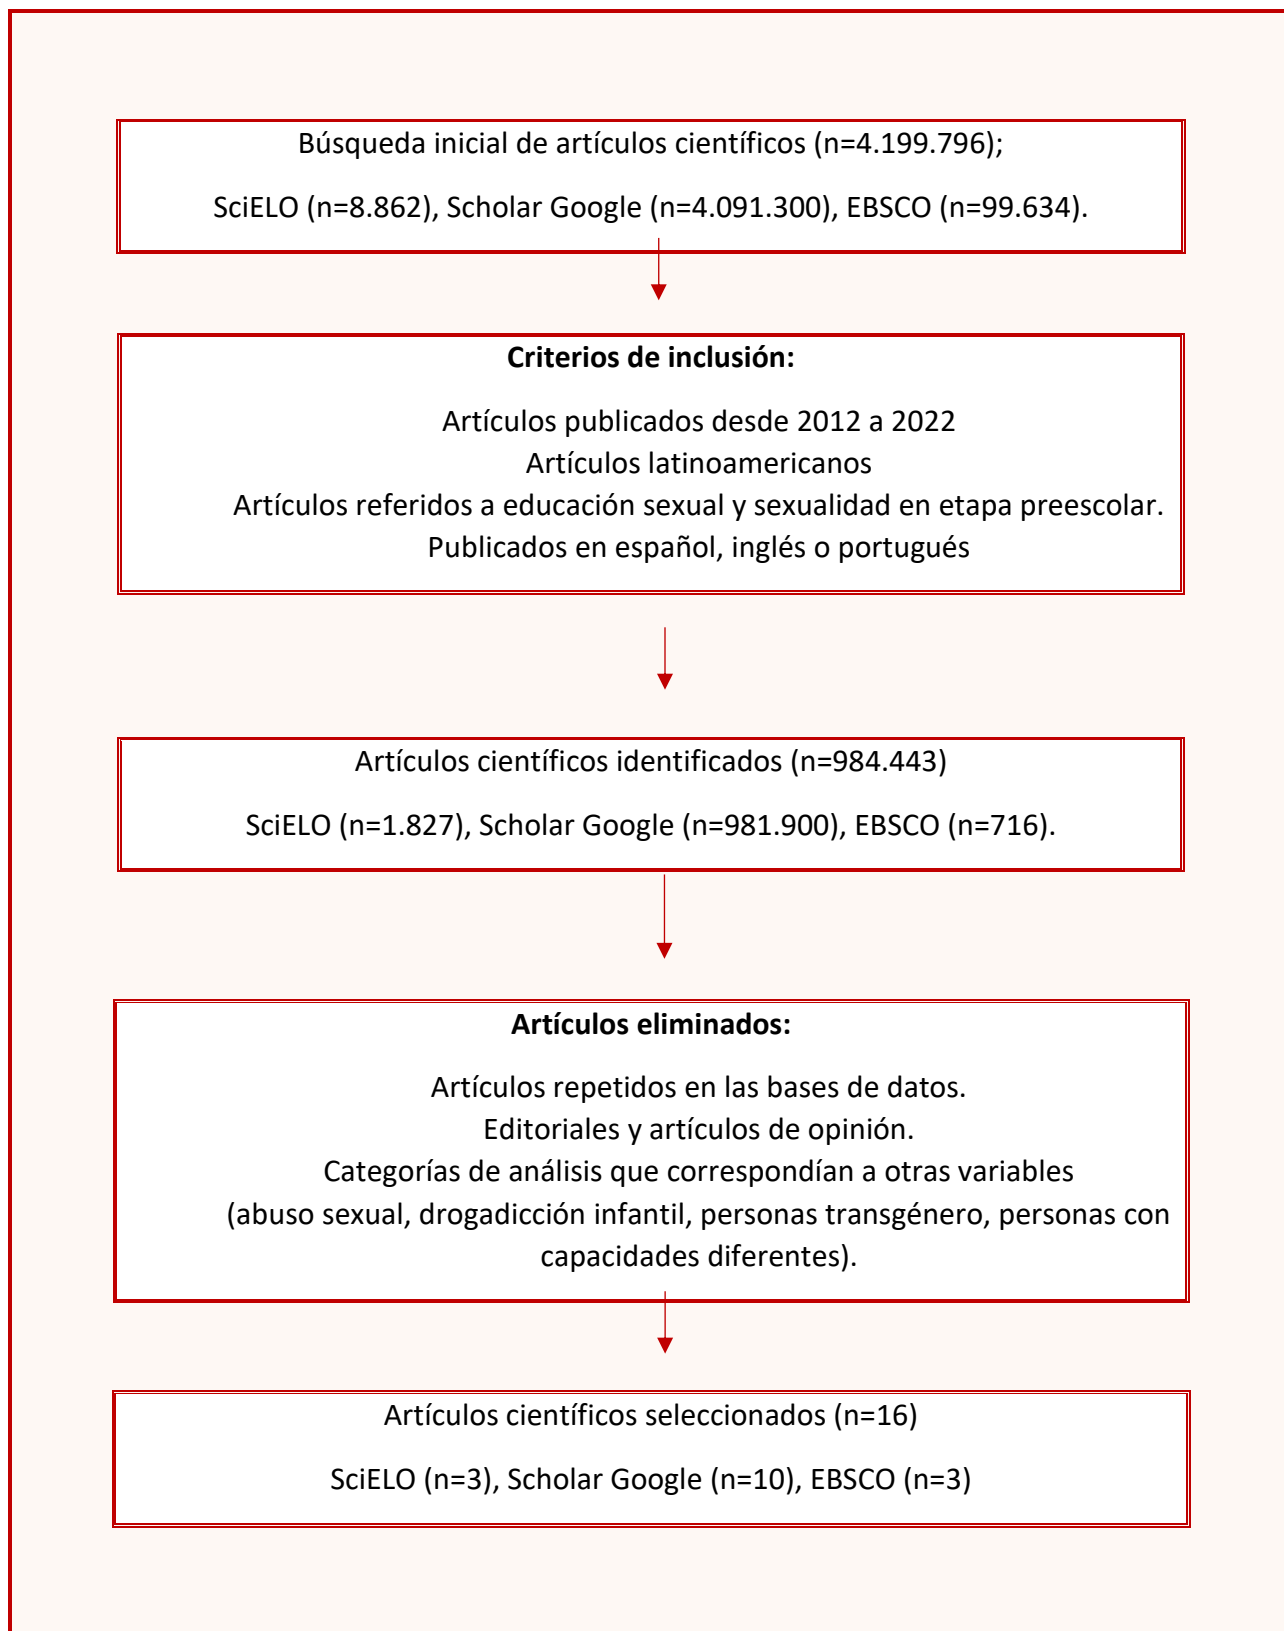 Búsqueda inicial de artículos científicos (n=4.199.796);
SciELO (n=8.862), Scholar Google (n=4.091.300), EBSCO (n=99.634).
Criterios de inclusión:
Artículos publicados desde 2012 a 2022
Artículos latinoamericanos
Artículos referidos a educación sexual y sexualidad en etapa preescolar.
Publicados en español, inglés o portugués
Artículos científicos identificados (n=984.443)
SciELO (n=1.827), Scholar Google (n=981.900), EBSCO (n=716).
Artículos eliminados:
Artículos repetidos en las bases de datos.
Editoriales y artículos de opinión.
Categorías de análisis que correspondían a otras variables
(abuso sexual, drogadicción infantil, personas transgénero, personas con
capacidades diferentes).
Artículos científicos seleccionados (n=16)
SciELO (n=3), Scholar Google (n=10), EBSCO (n=3)